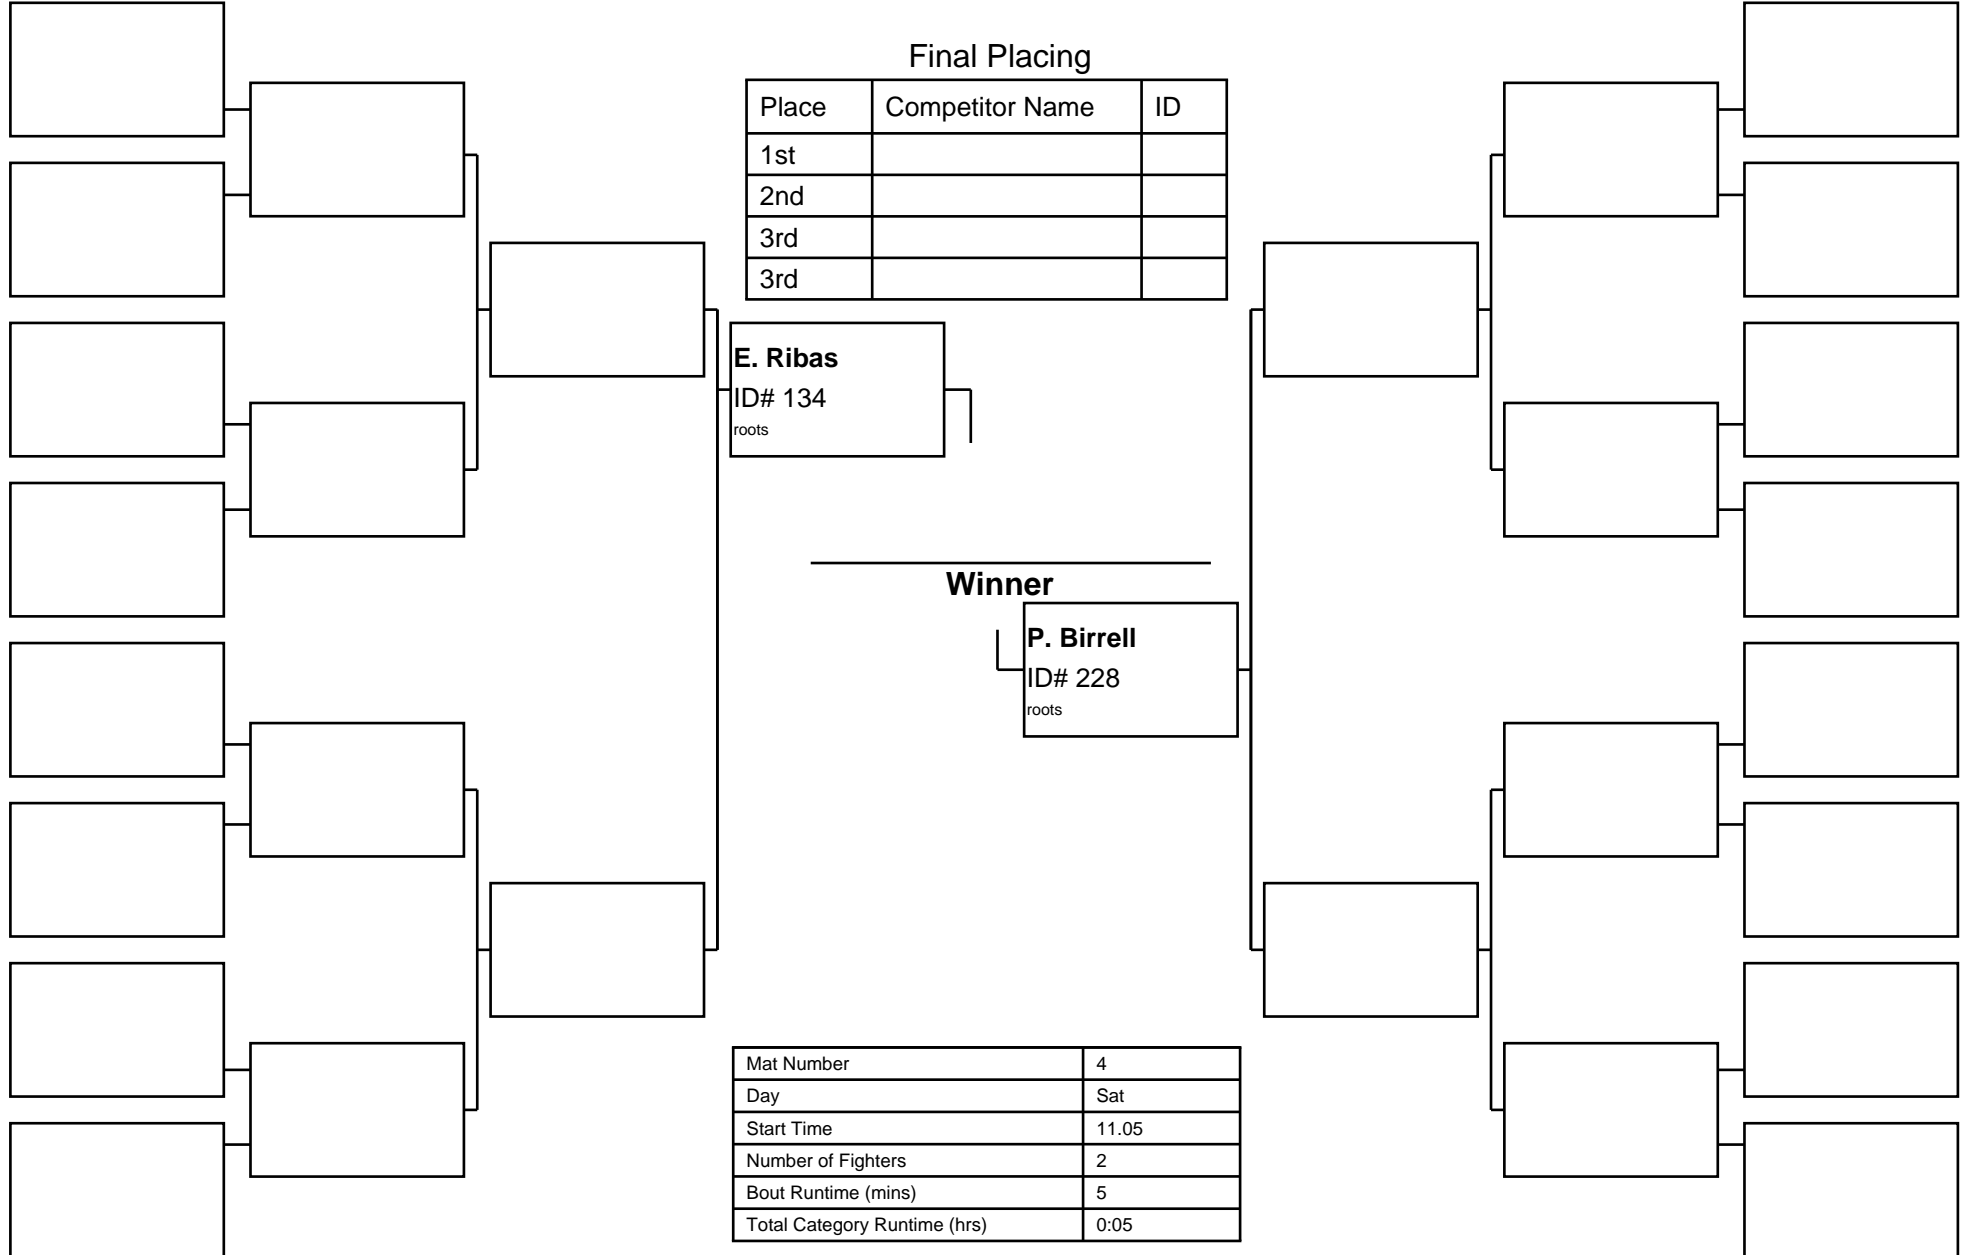 Final Placing
Place Competitor Name ID
1st
2nd
3rd
3rd
E. Ribas
ID# 134
roots
Winner
P. Birrell
ID# 228
roots
Mat Number 4
Day Sat
Start Time 11.05
Number of Fighters 2
Bout Runtime (mins) 5
Total Category Runtime (hrs) 0:05